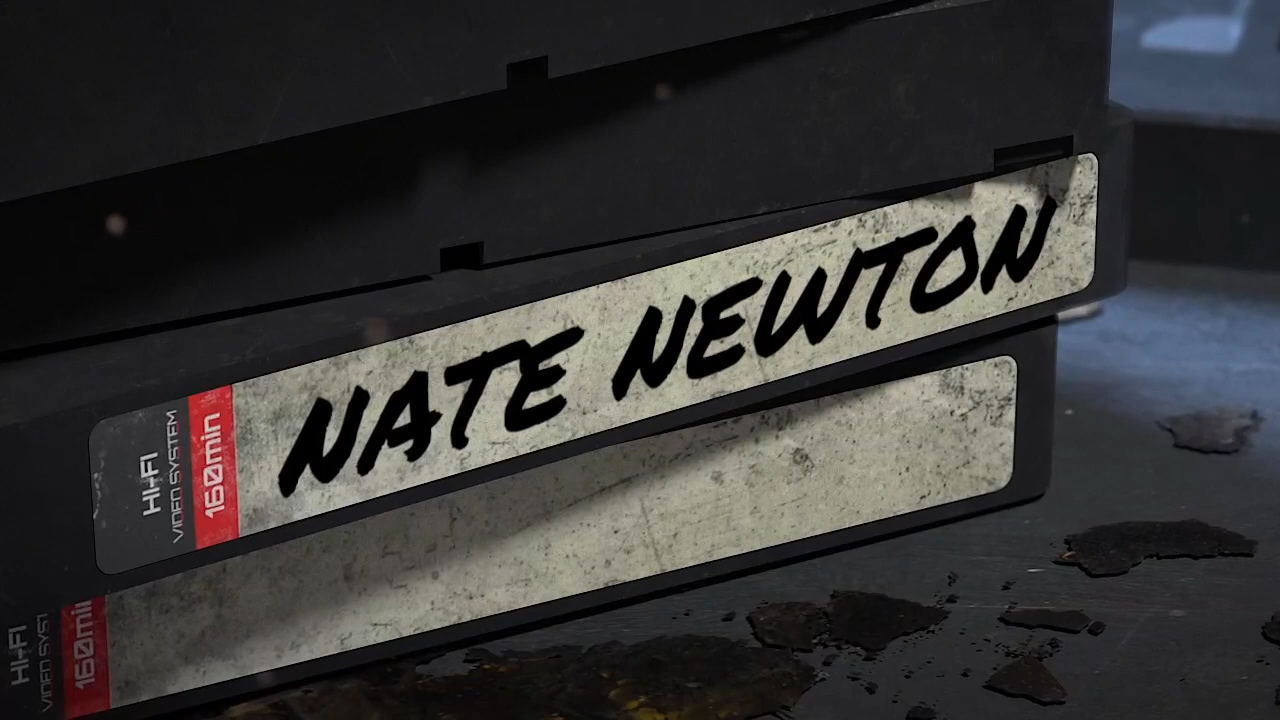 NATE NEWTON
HI-FI
VIDEO SYSTEM
160min
HI-FI
VIDEO SYST
160mi